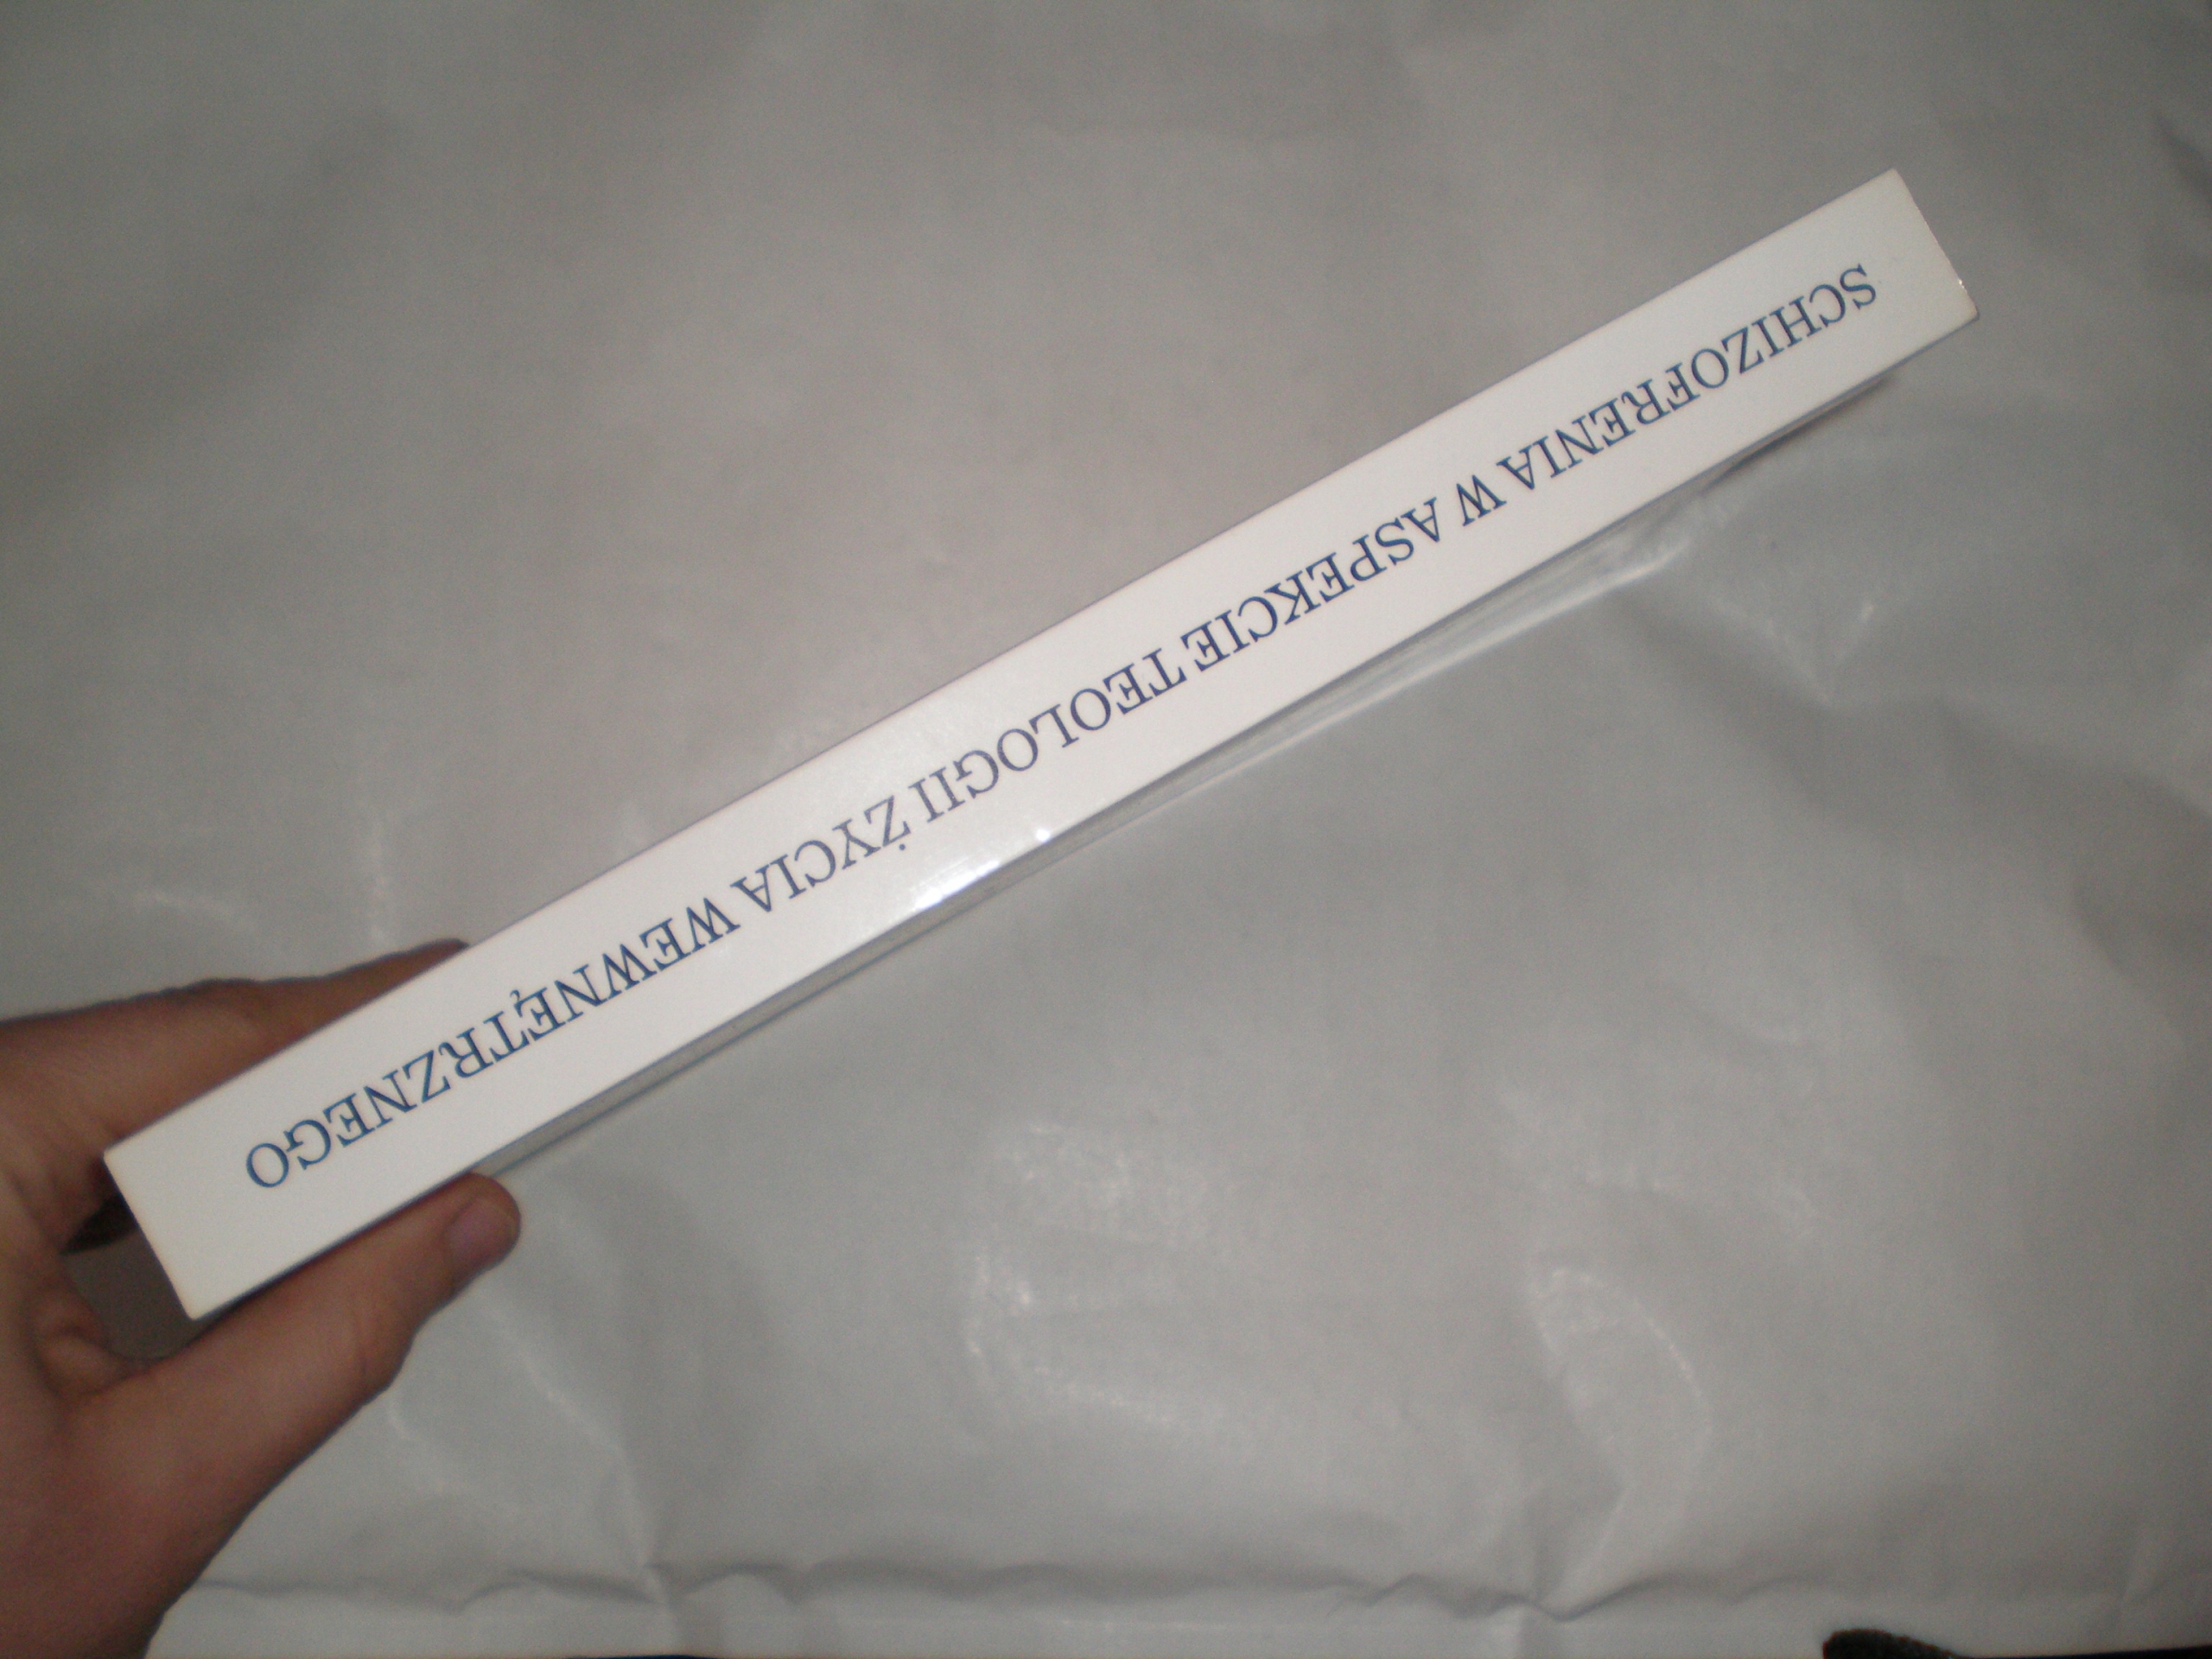 SCHIZOFRENIA W ASPEKCIE TEOLOGII ŻYCIA WEWNĘTRZNEGO